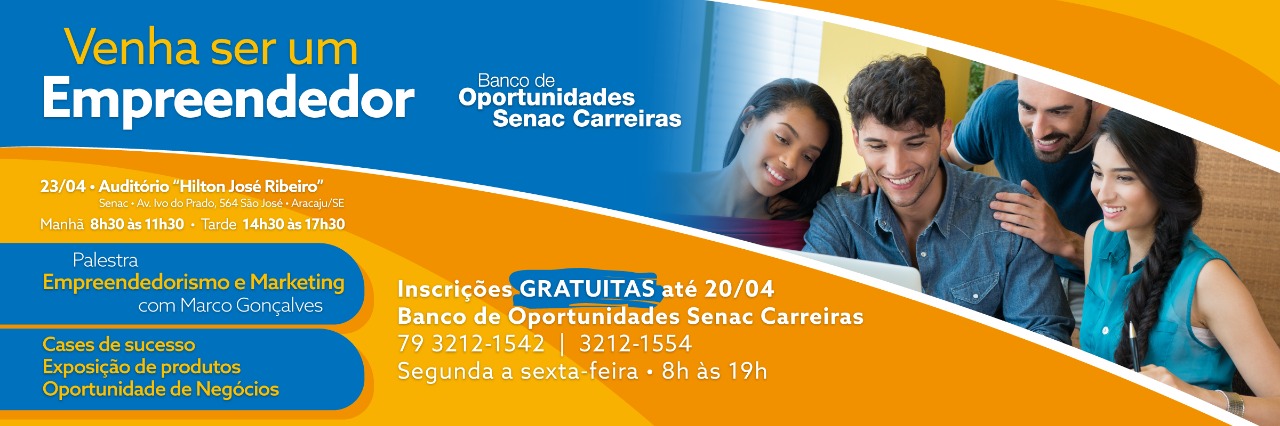 Venha ser um
Empreendedor
Banco de
Oportunidades
Senac Carreiras
23/04 • Auditório “Hilton José Ribeiro”
Senac • Av. Ivo do Prado, 564 São José • Aracaju/SE
Manhã 8h30 às 11h30 • Tarde 14h30 às 17h30
Palestra
Empreendedorismo e Marketing
com Marco Gonçalves
Cases de sucesso
Exposição de produtos
Oportunidade de Negócios
Inscrições GRATUITAS até 20/04
Banco de Oportunidades Senac Carreiras
79 3212-1542 | 3212-1554
Segunda a sexta-feira • 8h às 19h